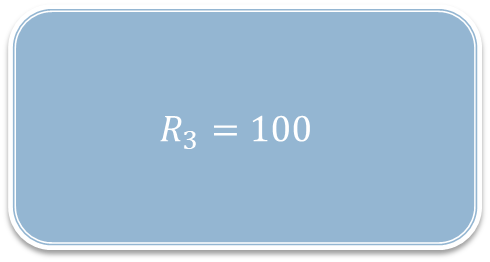 R₃ = 100